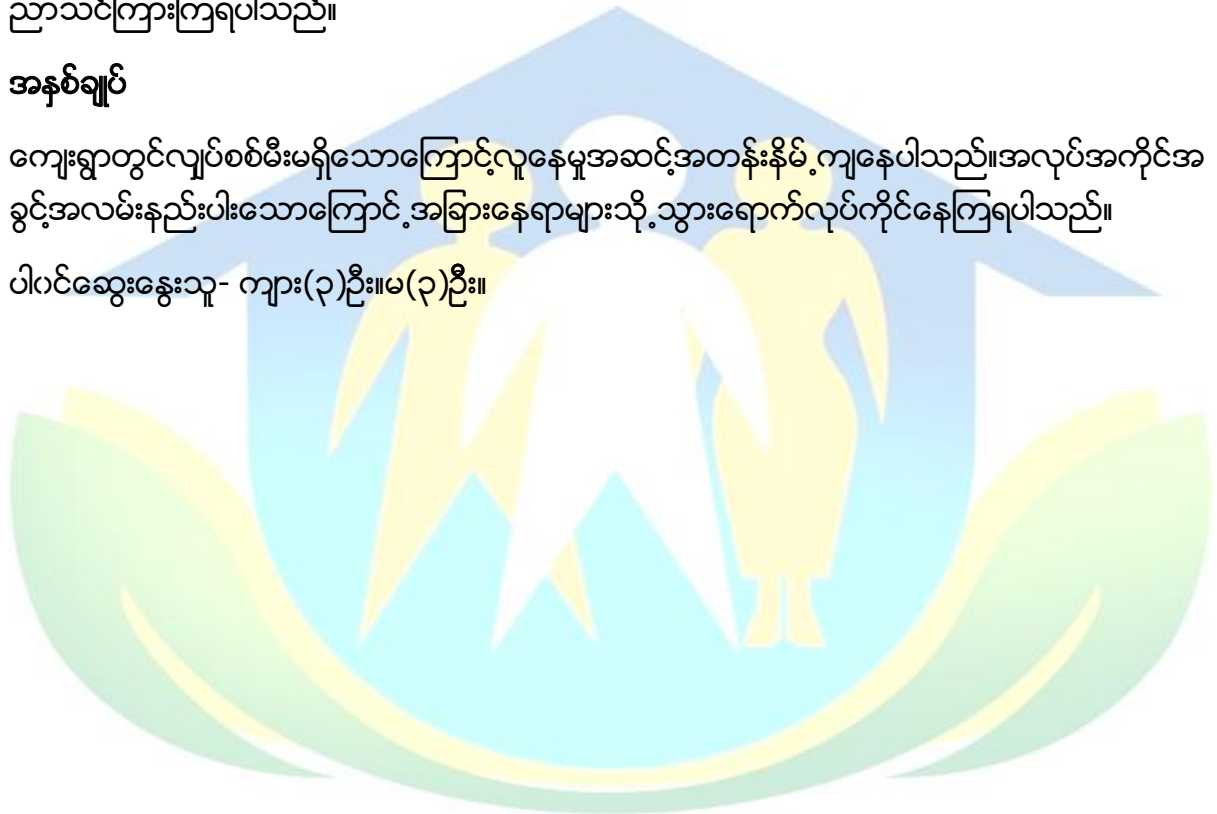 ညာသင်ကြားကြရပါသည်။
အနှစ်ချုပ်
ကျေးရွာတွင်လျှပ်စစ်မီးမရှိသောကြောင့်လူနေမှုအဆင့်အတန်းနိမ့်ကျနေပါသည်။အလုပ်အကိုင်အ
ခွင့်အလမ်းနည်းပါးသောကြောင့်အခြားနေရာများသို့သွားရောက်လုပ်ကိုင်နေကြရပါသည်။
ပါဝင်ဆွေးနွေးသူ- ကျား(၃)ဦး။မ(၃)ဦး။